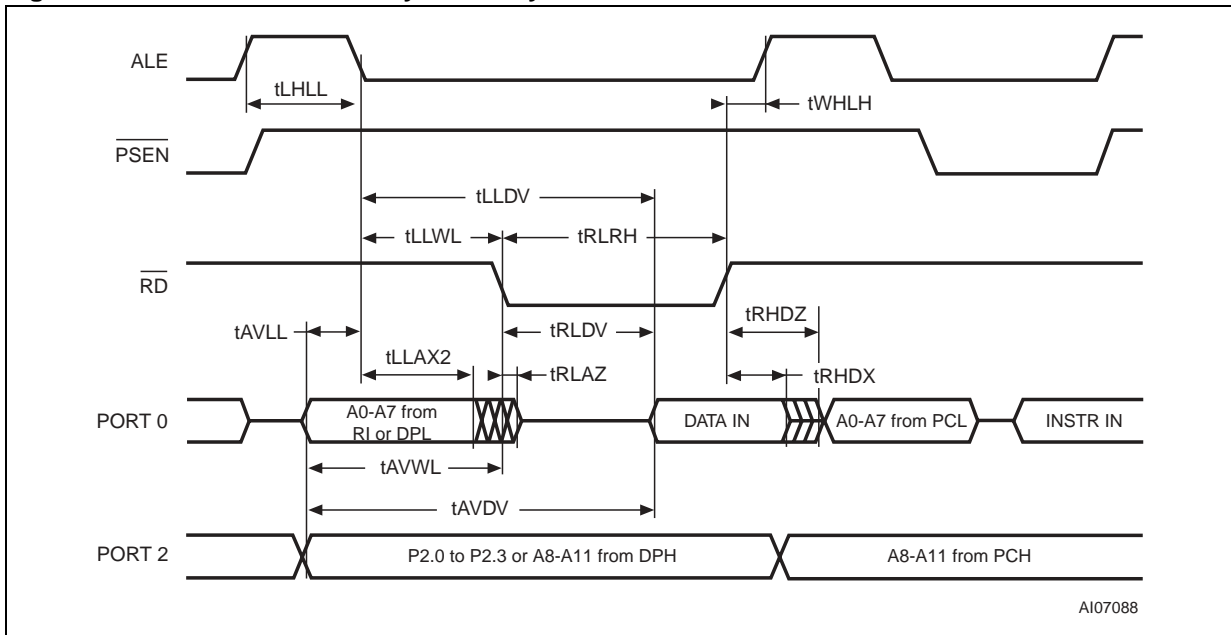 ALE
tLHLL
tWHLH
PSEN
tLLDV
tLLWL
tRLRH
RD
tAVLL
tRLDV
tRHDZ
tLLAX2
tRLAZ
tRHDX
PORT 0
A0-A7 from
RI or DPL
DATA IN
A0-A7 from PCL
INSTR IN
tAVWL
tAVDV
PORT 2
P2.0 to P2.3 or A8-A11 from DPH
A8-A11 from PCH
AI07088